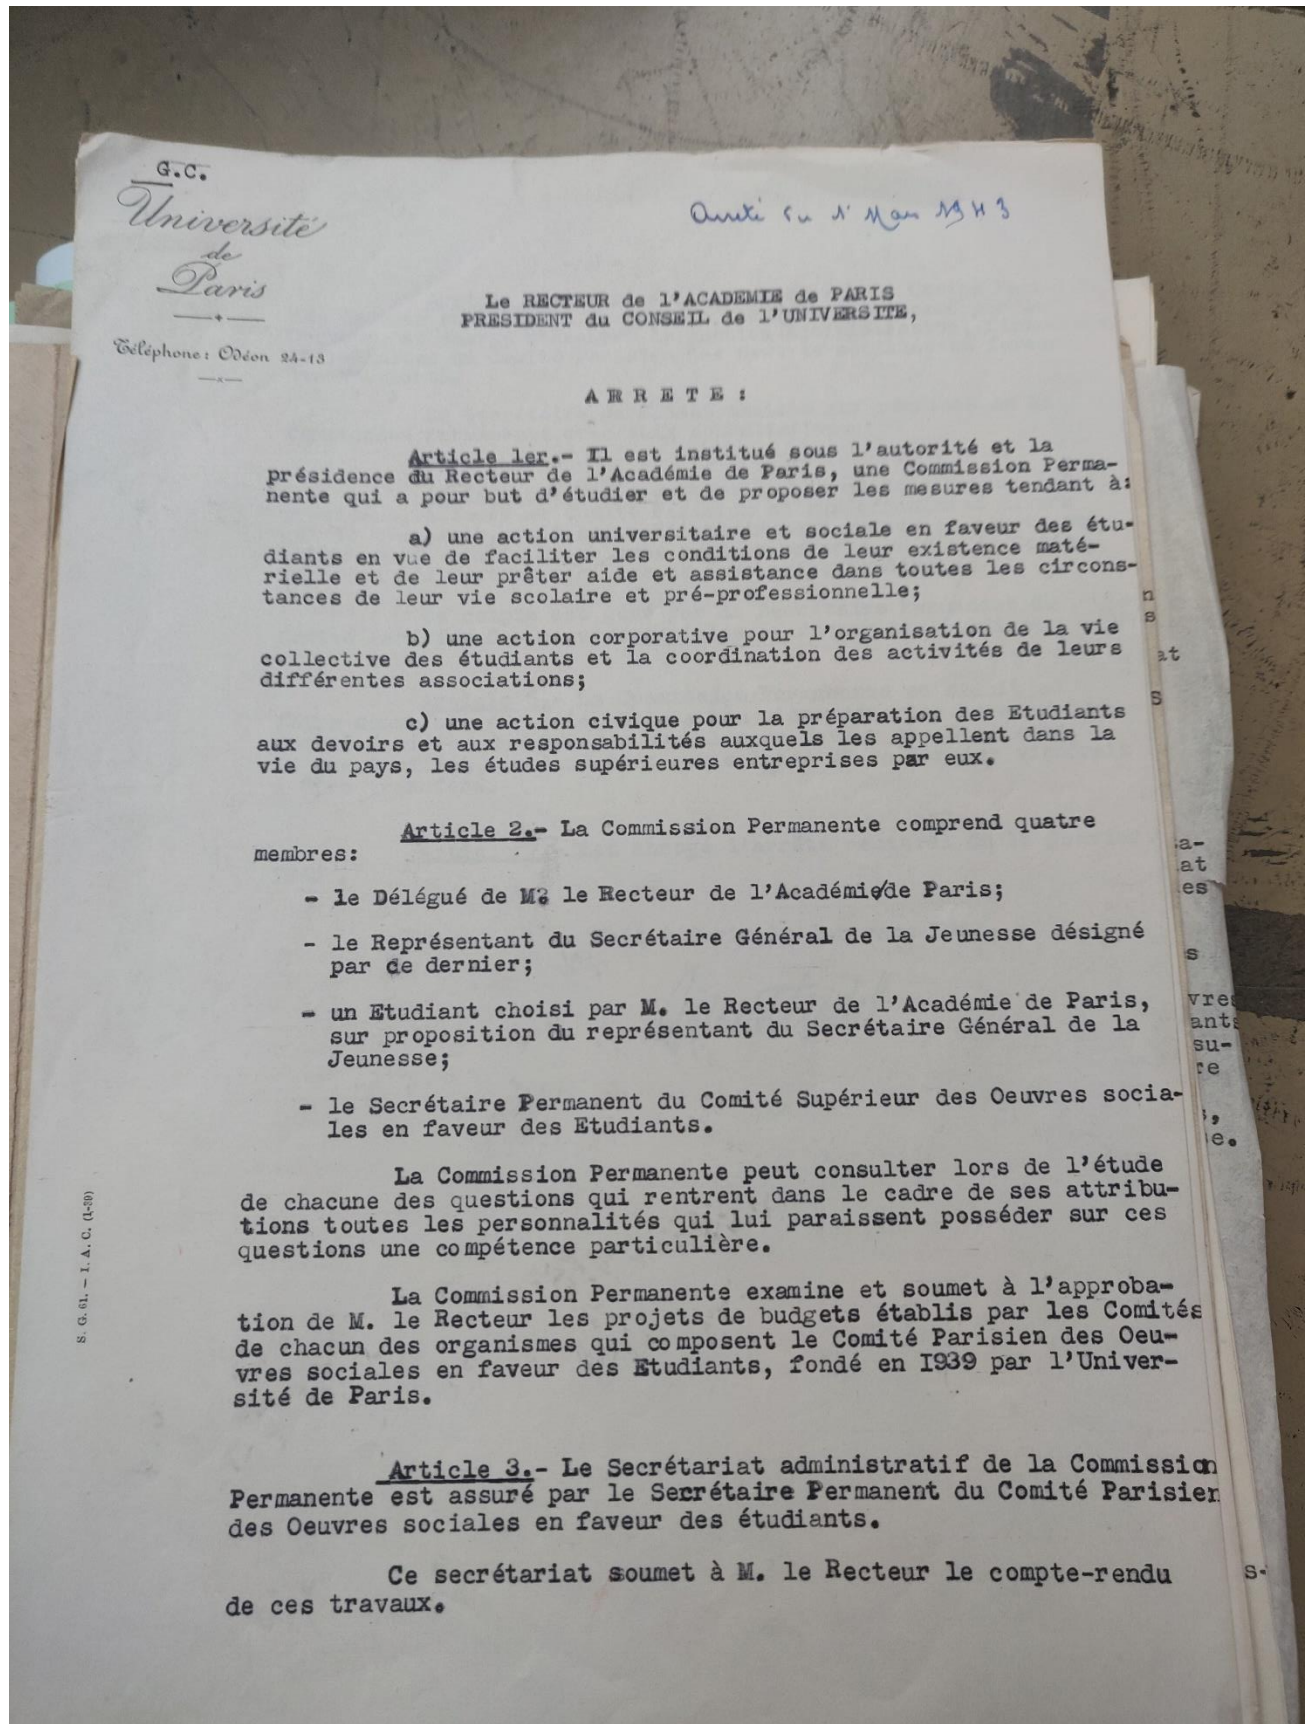 G.C.
Université
de
Paris
Téléphone : Odéon 24-13
Arreté du 1er Mars 1943
Le RECTEUR de l'ACADEMIE de PARIS
PRESIDENT du CONSEIL de l'UNIVERSITE,
A R R E T E :
Article 1er.- Il est institué sous l'autorité et la
présidence du Recteur de l'Académie de Paris, une Commission Perma-
nente qui a pour but d'étudier et de proposer les mesures tendant à:
a) une action universitaire et sociale en faveur des étu-
diants en vue de faciliter les conditions de leur existence maté-
rielle et de leur prêter aide et assistance dans toutes les circons-
tances de leur vie scolaire et pré-professionnelle;
b) une action corporative pour l'organisation de la vie
collective des étudiants et la coordination des activités de leurs
différentes associations;
c) une action civique pour la préparation des Etudiants
aux devoirs et aux responsabilités auxquels les appellent dans la
vie du pays, les études supérieures entreprises par eux.
Article 2.- La Commission Permanente comprend quatre
membres:
- le Délégué de M. le Recteur de l'Académie/de Paris;
- le Représentant du Secrétaire Général de la Jeunesse désigné
par ce dernier;
- un Etudiant choisi par M. le Recteur de l'Académie de Paris,
sur proposition du représentant du Secrétaire Général de la
Jeunesse;
- le Secrétaire Permanent du Comité Supérieur des Oeuvres socia-
les en faveur des Etudiants.
La Commission Permanente peut consulter lors de l'étude
de chacune des questions qui rentrent dans le cadre de ses attribu-
tions toutes les personnalités qui lui paraissent posséder sur ces
questions une compétence particulière.
La Commission Permanente examine et soumet à l'approba-
tion de M. le Recteur les projets de budgets établis par les Comités
de chacun des organismes qui composent le Comité Parisien des Oeu-
vres sociales en faveur des Etudiants, fondé en I939 par l'Univer-
sité de Paris.
Article 3.- Le Secrétariat administratif de la Commission
Permanente est assuré par le Secrétaire Permanent du Comité Parisien
des Oeuvres sociales en faveur des étudiants.
Ce secrétariat soumet à M. le Recteur le compte-rendu
de ces travaux.
S. G. 61. — I. A. C. (1-39)